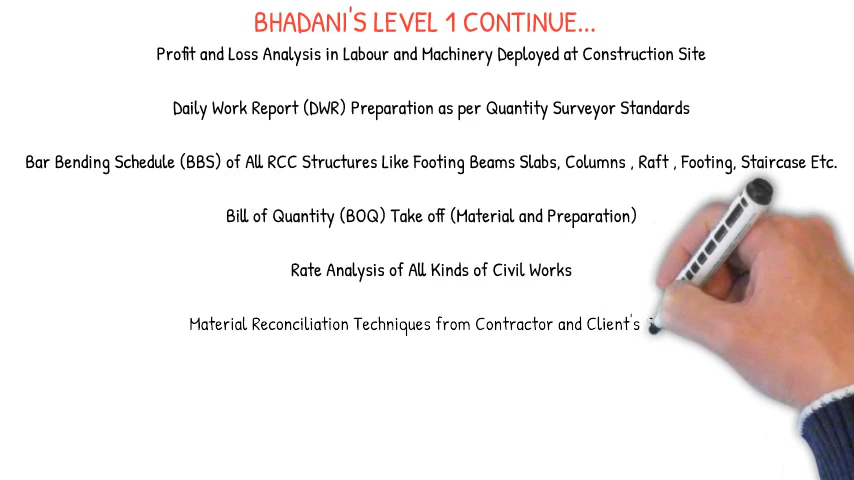 BHADANI'S LEVEL 1 CONTINUE...
Profit and Loss Analysis in Labour and Machinery Deployed at Construction Site
Daily Work Report (DWR) Preparation as per Quantity Surveyor Standards
Bar Bending Schedule (BBS) of All RCC Structures Like Footing Beams Slabs, Columns , Raft , Footing, Staircase Etc.
Bill of Quantity (BOQ) Take off (Material and Preparation)
Rate Analysis of All Kinds of Civil Works
Material Reconciliation Techniques from Contractor and Client's